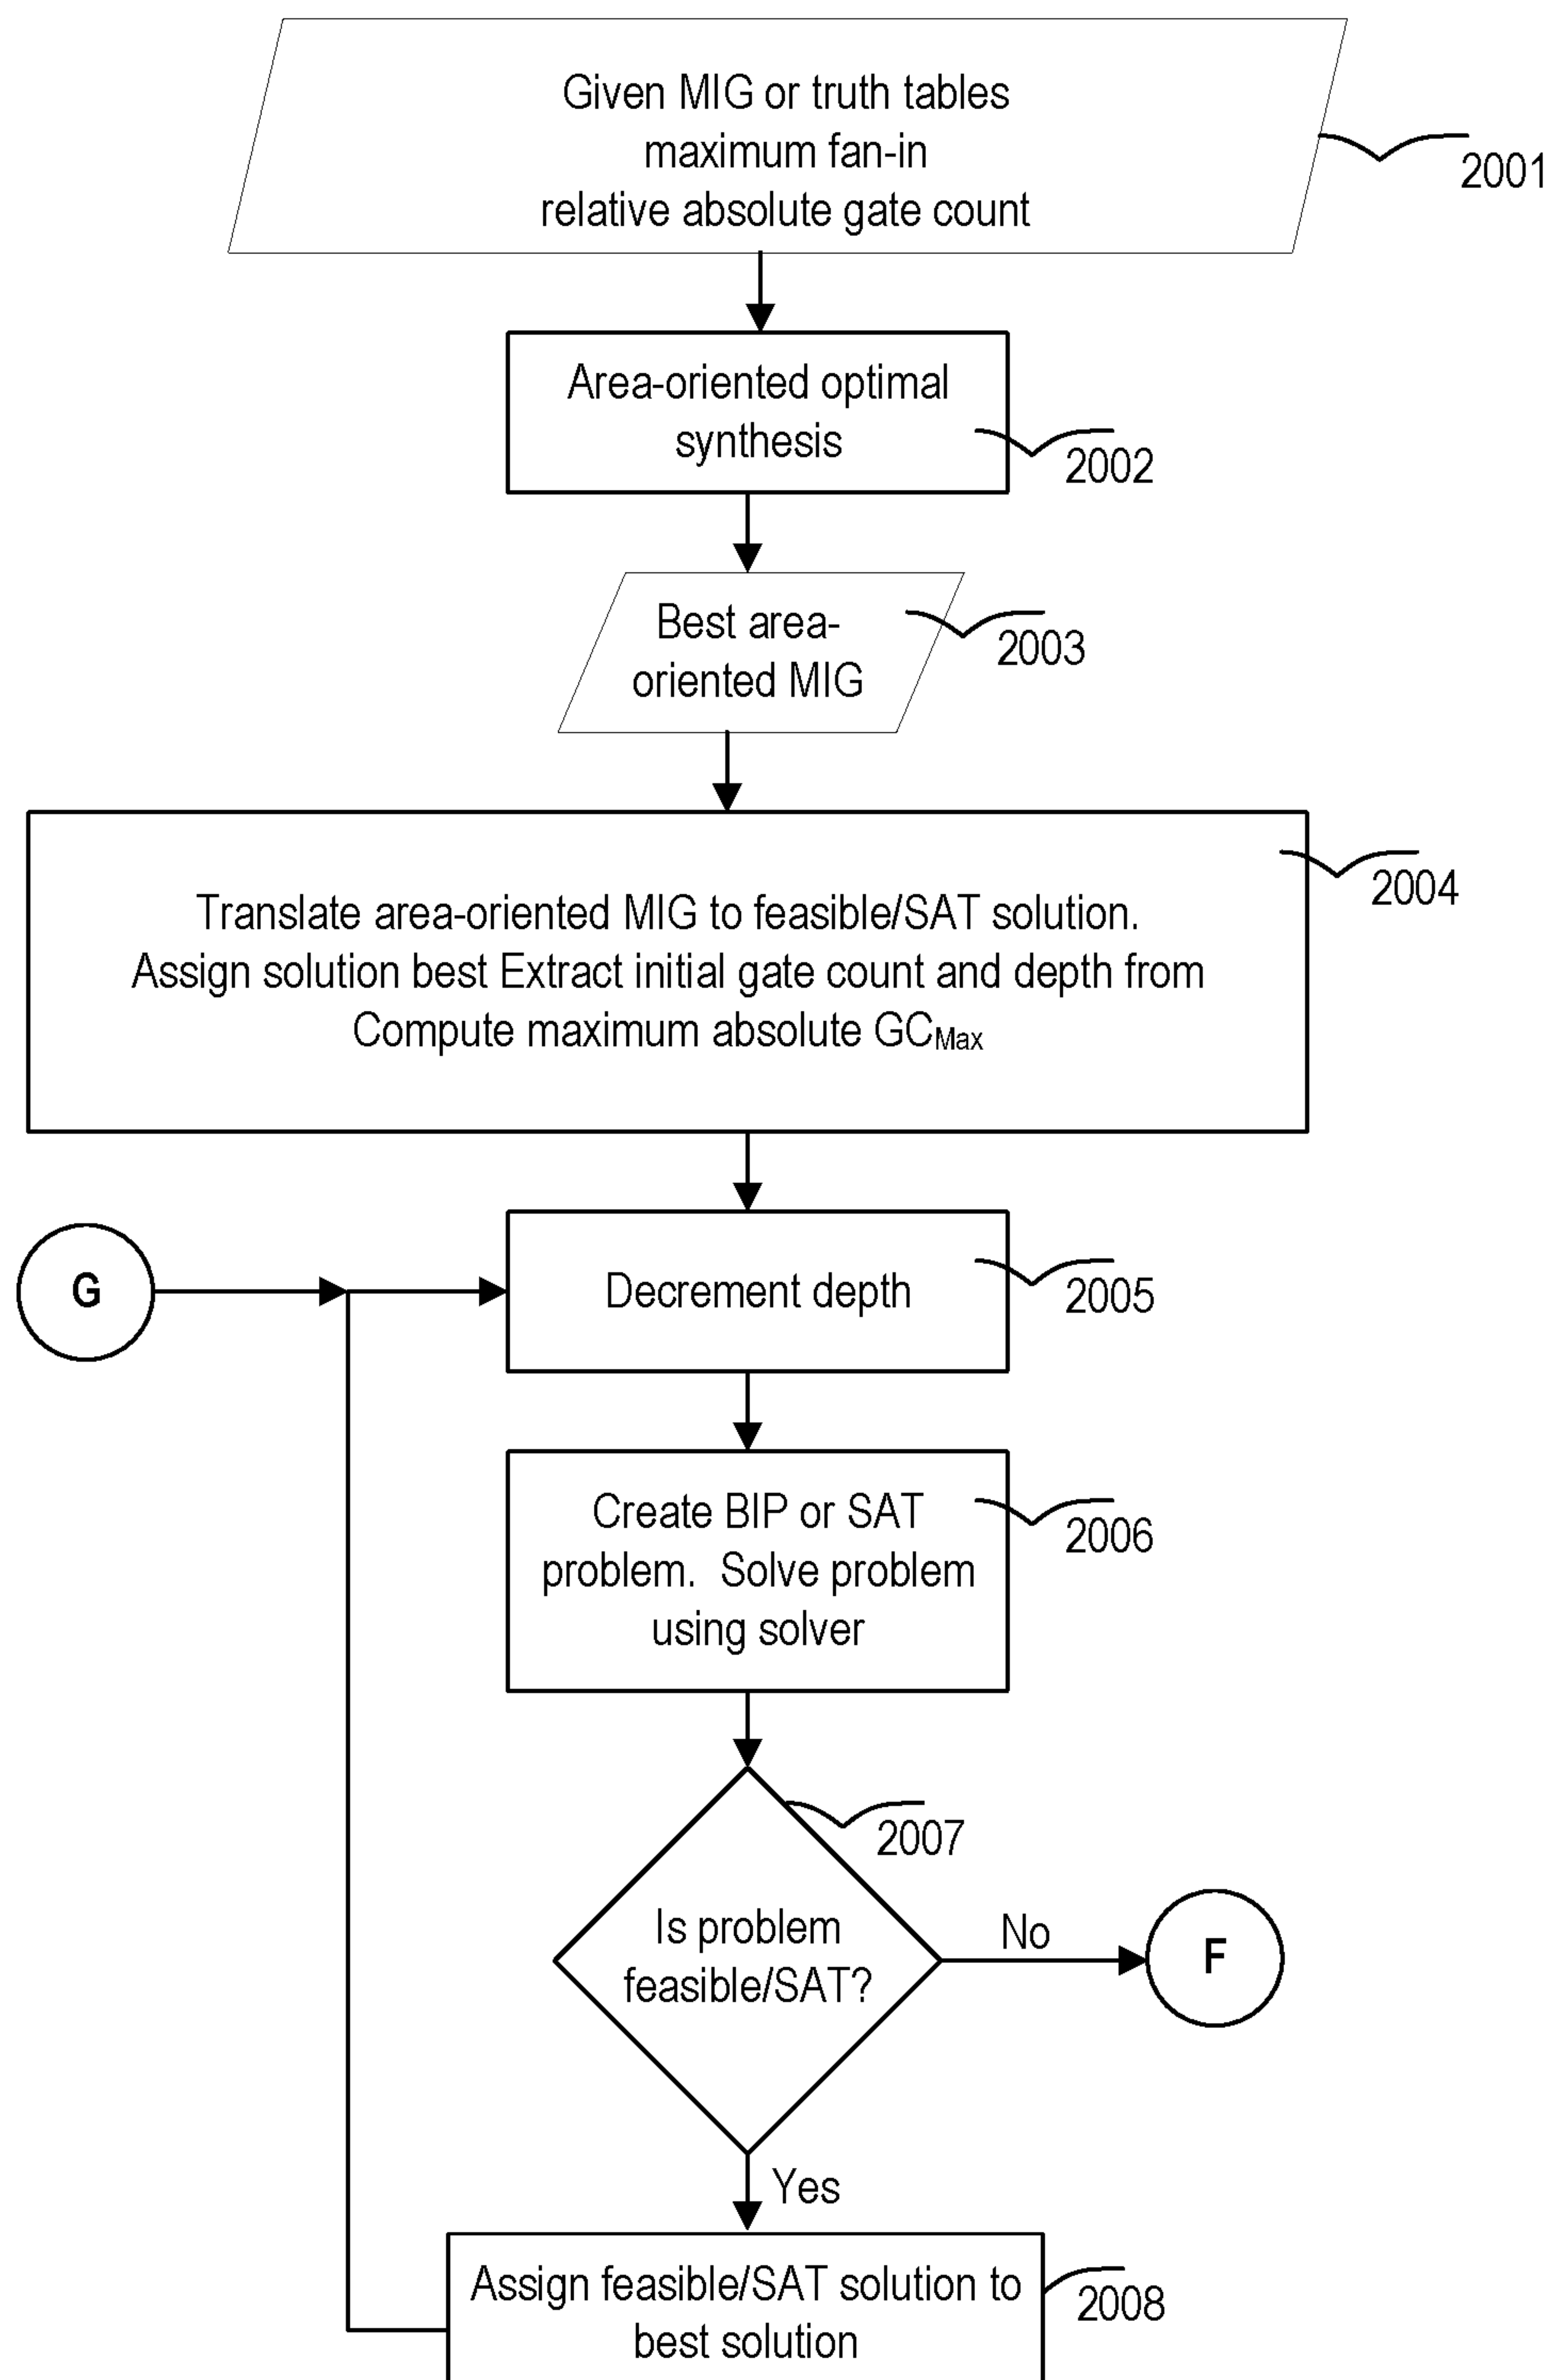 Given MIG or truth tables
maximum fan-in
relative absolute gate count
2001
Area-oriented optimal
synthesis
2002
Best area-
oriented MIG
2003
Translate area-oriented MIG to feasible/SAT solution.
Assign solution best Extract initial gate count and depth from
Compute maximum absolute GCMax
2004
G
Decrement depth
2005
Create BIP or SAT
problem. Solve problem
using solver
2006
2007
Is problem
feasible/SAT?
No
F
Yes
Assign feasible/SAT solution to
best solution
2008